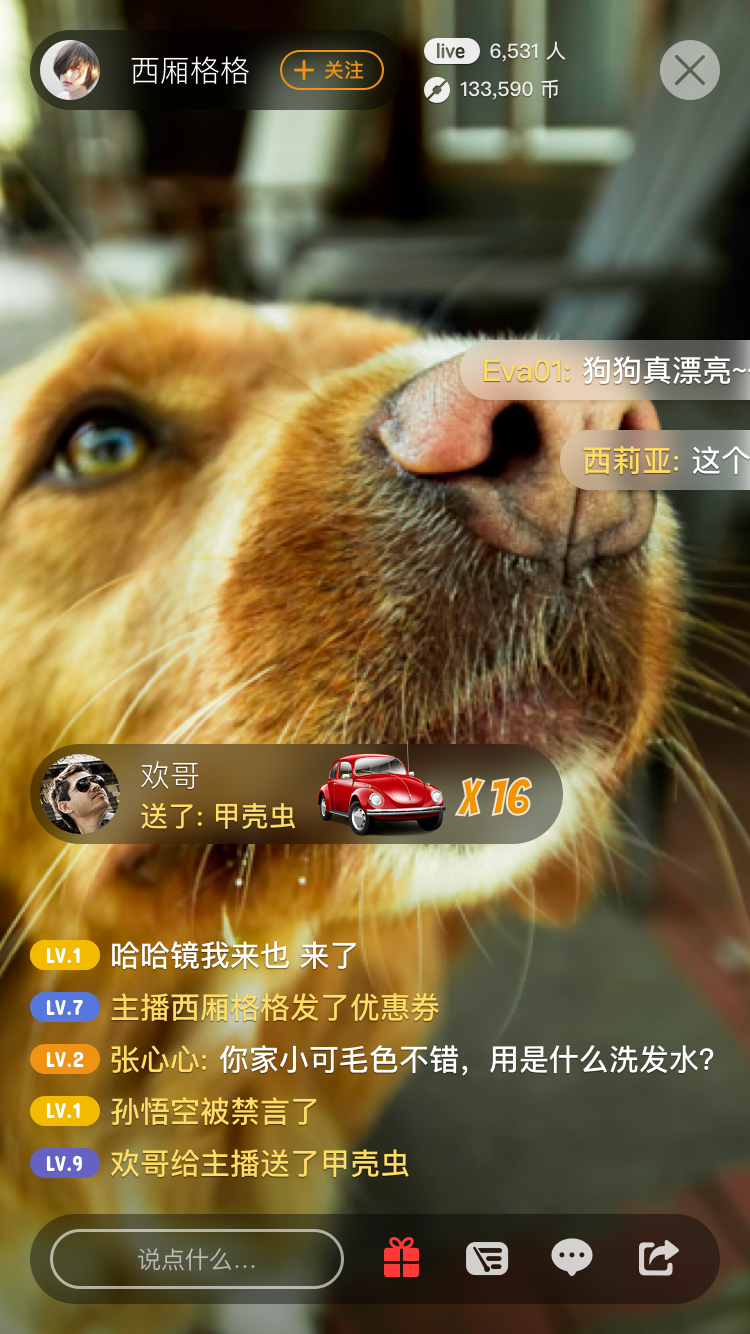 西厢格格
+ 关注
live 6,531 人
133,590 币
Eva01: 狗狗真漂亮~
西莉亚: 这个
欢哥
送了: 甲壳虫
X 16
LV.1 哈哈镜我来也 来了
LV.7 主播西厢格格发了优惠券
LV.2 张心心: 你家小可毛色不错，用是什么洗发水?
LV.1 孙悟空被禁言了
LV.9 欢哥给主播送了甲壳虫
说点什么...